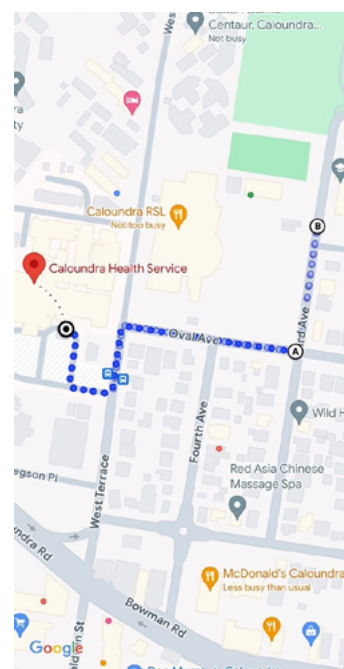 Wes
Centaur, Caloundra...
Not busy
Caloundra RSL
Not too busy
Caloundra Health Service
B
Oval Ave
A
Fourth Ave
Wild H
West Terrace
Red Asia Chinese
Massage Spa
McDonald's Caloundra
Less busy than usual
Bowman Rd
Google